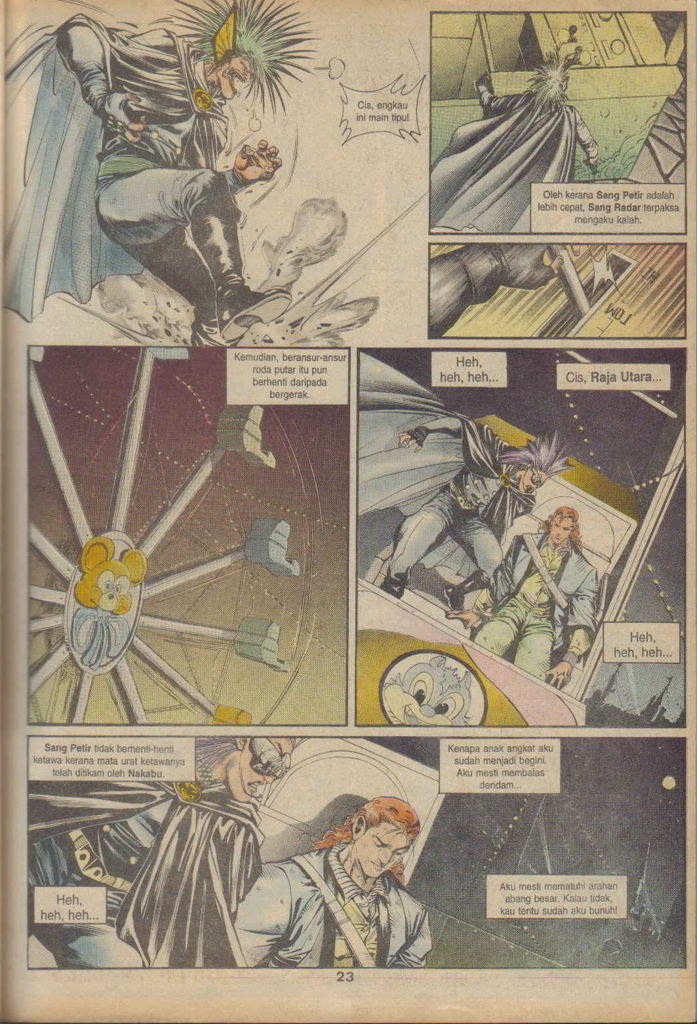 Cis, engkau
ini main tipu!
Oleh kerana Sang Petir adalah
lebih cepat, Sang Radar terpaksa
mengaku kalah.
Kemudian, beransur-ansur
roda putar itu pun
berhenti daripada
bergerak.
Heh,
heh, heh...
Cis, Raja Utara...
Heh,
heh, heh...
Sang Petir tidak berhenti-henti
ketawa kerana mata urat ketawanya
telah ditikam oleh Nakabu.
Kenapa anak angkat aku
sudah menjadi begini.
Aku mesti membalas
dendam...
Heh,
heh, heh...
Aku mesti mematuhi arahan
abang besar. Kalau tidak,
kau tentu sudah aku bunuh!
23